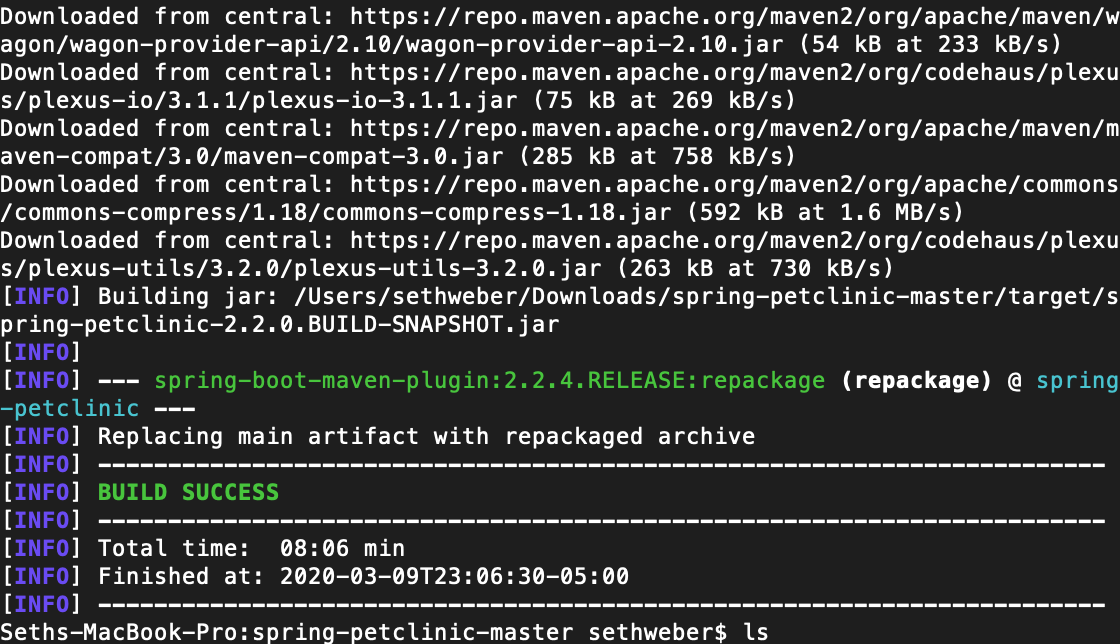 Downloaded from central: https://repo.maven.apache.org/maven2/org/apache/maven/w
agon/wagon-provider-api/2.10/wagon-provider-api-2.10.jar (54 kB at 233 kB/s)
Downloaded from central: https://repo.maven.apache.org/maven2/org/codehaus/plexu
s/plexus-io/3.1.1/plexus-io-3.1.1.jar (75 kB at 269 kB/s)
Downloaded from central: https://repo.maven.apache.org/maven2/org/apache/maven/m
aven-compat/3.0/maven-compat-3.0.jar (285 kB at 758 kB/s)
Downloaded from central: https://repo.maven.apache.org/maven2/org/apache/commons
/commons-compress/1.18/commons-compress-1.18.jar (592 kB at 1.6 MB/s)
Downloaded from central: https://repo.maven.apache.org/maven2/org/codehaus/plexu
s/plexus-utils/3.2.0/plexus-utils-3.2.0.jar (263 kB at 730 kB/s)
[INFO] Building jar: /Users/sethweber/Downloads/spring-petclinic-master/target/s
pring-petclinic-2.2.0.BUILD-SNAPSHOT.jar
[INFO]
[INFO] --- spring-boot-maven-plugin:2.2.4.RELEASE:repackage (repackage) @ spring
-petclinic ---
[INFO] Replacing main artifact with repackaged archive
[INFO] ------------------------------------------------------------------------
[INFO] BUILD SUCCESS
[INFO] ------------------------------------------------------------------------
[INFO] Total time:  08:06 min
[INFO] Finished at: 2020-03-09T23:06:30-05:00
[INFO] ------------------------------------------------------------------------
Seths-MacBook-Pro:spring-petclinic-master sethweber$ ls